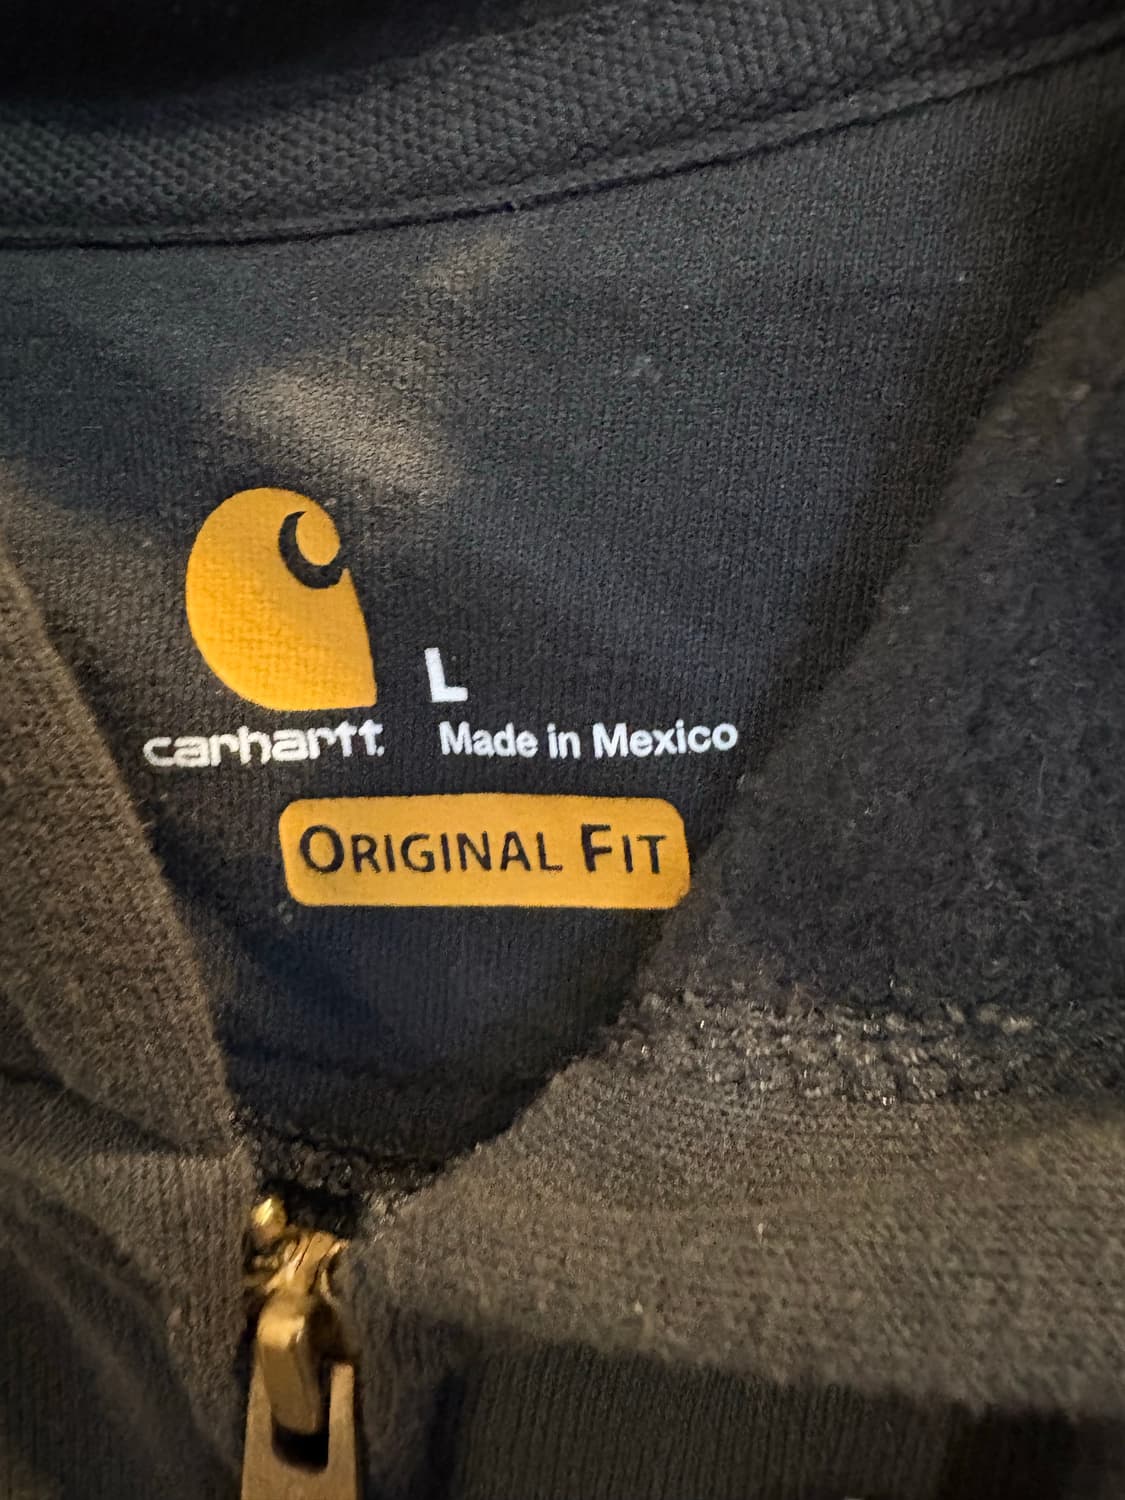 L
carhartt.
Made in Mexico
ORIGINAL FIT